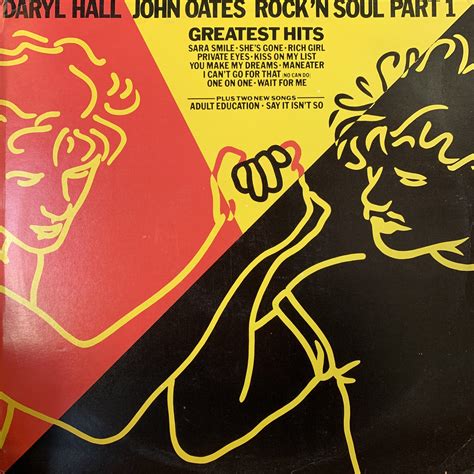 DARYL HALL JOHN OATES ROCK'N SOUL PART 1
GREATEST HITS
SARA SMILE · SHE'S GONE · RICH GIRL
PRIVATE EYES · KISS ON MY LIST
YOU MAKE MY DREAMS · MANEATER
I CAN'T GO FOR THAT (NO CAN DO)
ONE ON ONE · WAIT FOR ME
PLUS TWO NEW SONGS
ADULT EDUCATION · SAY IT ISN'T SO